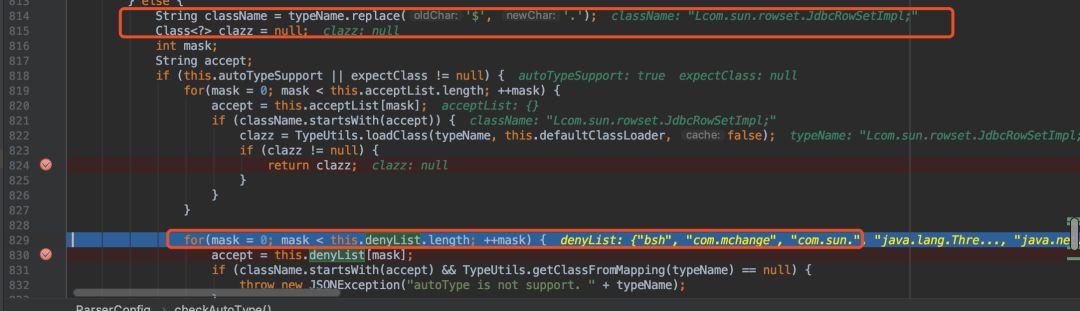 813 } else {
814 String className = typeName.replace( oldChar: '$', newChar: '.'); className: "Lcom.sun.rowset.JdbcRowSetImpl;"
815 Class<?> clazz = null; clazz: null
816 int mask;
817 String accept;
818 if (this.autoTypeSupport || expectClass != null) { autoTypeSupport: true expectClass: null
819 for(mask = 0; mask < this.acceptList.length; ++mask) {
820 accept = this.acceptList[mask]; acceptList: {}
821 if (className.startsWith(accept)) { className: "Lcom.sun.rowset.JdbcRowSetImpl;"
822 clazz = TypeUtils.loadClass(typeName, this.defaultClassLoader, cache: false); typeName: "Lcom.sun.rowset.JdbcRowSetImpl;
823 if (clazz != null) {
824 return clazz; clazz: null
825 }
826 }
827 }
828
829 for(mask = 0; mask < this.denyList.length; ++mask) { denyList: {"bsh", "com.mchange", "com.sun.", "java.lang.Thre..., "java.ne
830 accept = this.denyList[mask];
831 if (className.startsWith(accept) && TypeUtils.getClassFromMapping(typeName) == null) {
832 throw new JSONException("autoType is not support. " + typeName);
ParserConfig > checkAutoType()